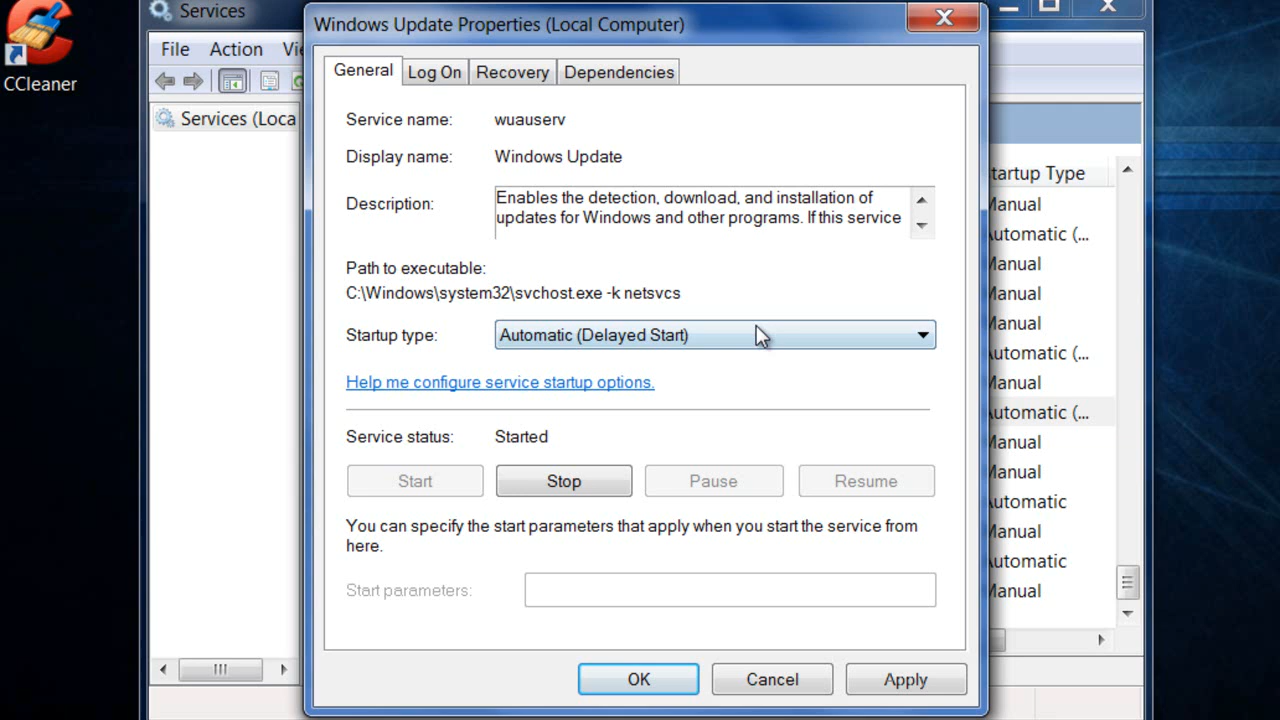 Services
CCleaner
File Action
Services (Loca
Windows Update Properties (Local Computer)
General Log On Recovery Dependencies
Service name: wuauserv
Display name: Windows Update
Description: Enables the detection, download, and installation of
updates for Windows and other programs. If this service
Path to executable:
C:\Windows\system32\svchost.exe -k netsvcs
Startup type: Automatic (Delayed Start)
Help me configure service startup options.
Service status: Started
Start Stop Pause Resume
You can specify the start parameters that apply when you start the service from
here.
Start parameters:
OK Cancel Apply
tartup Type
Manual
Automatic (...
Manual
Manual
Manual
Automatic (...
Manual
Automatic (...
Manual
Manual
Automatic
Manual
Automatic
Manual